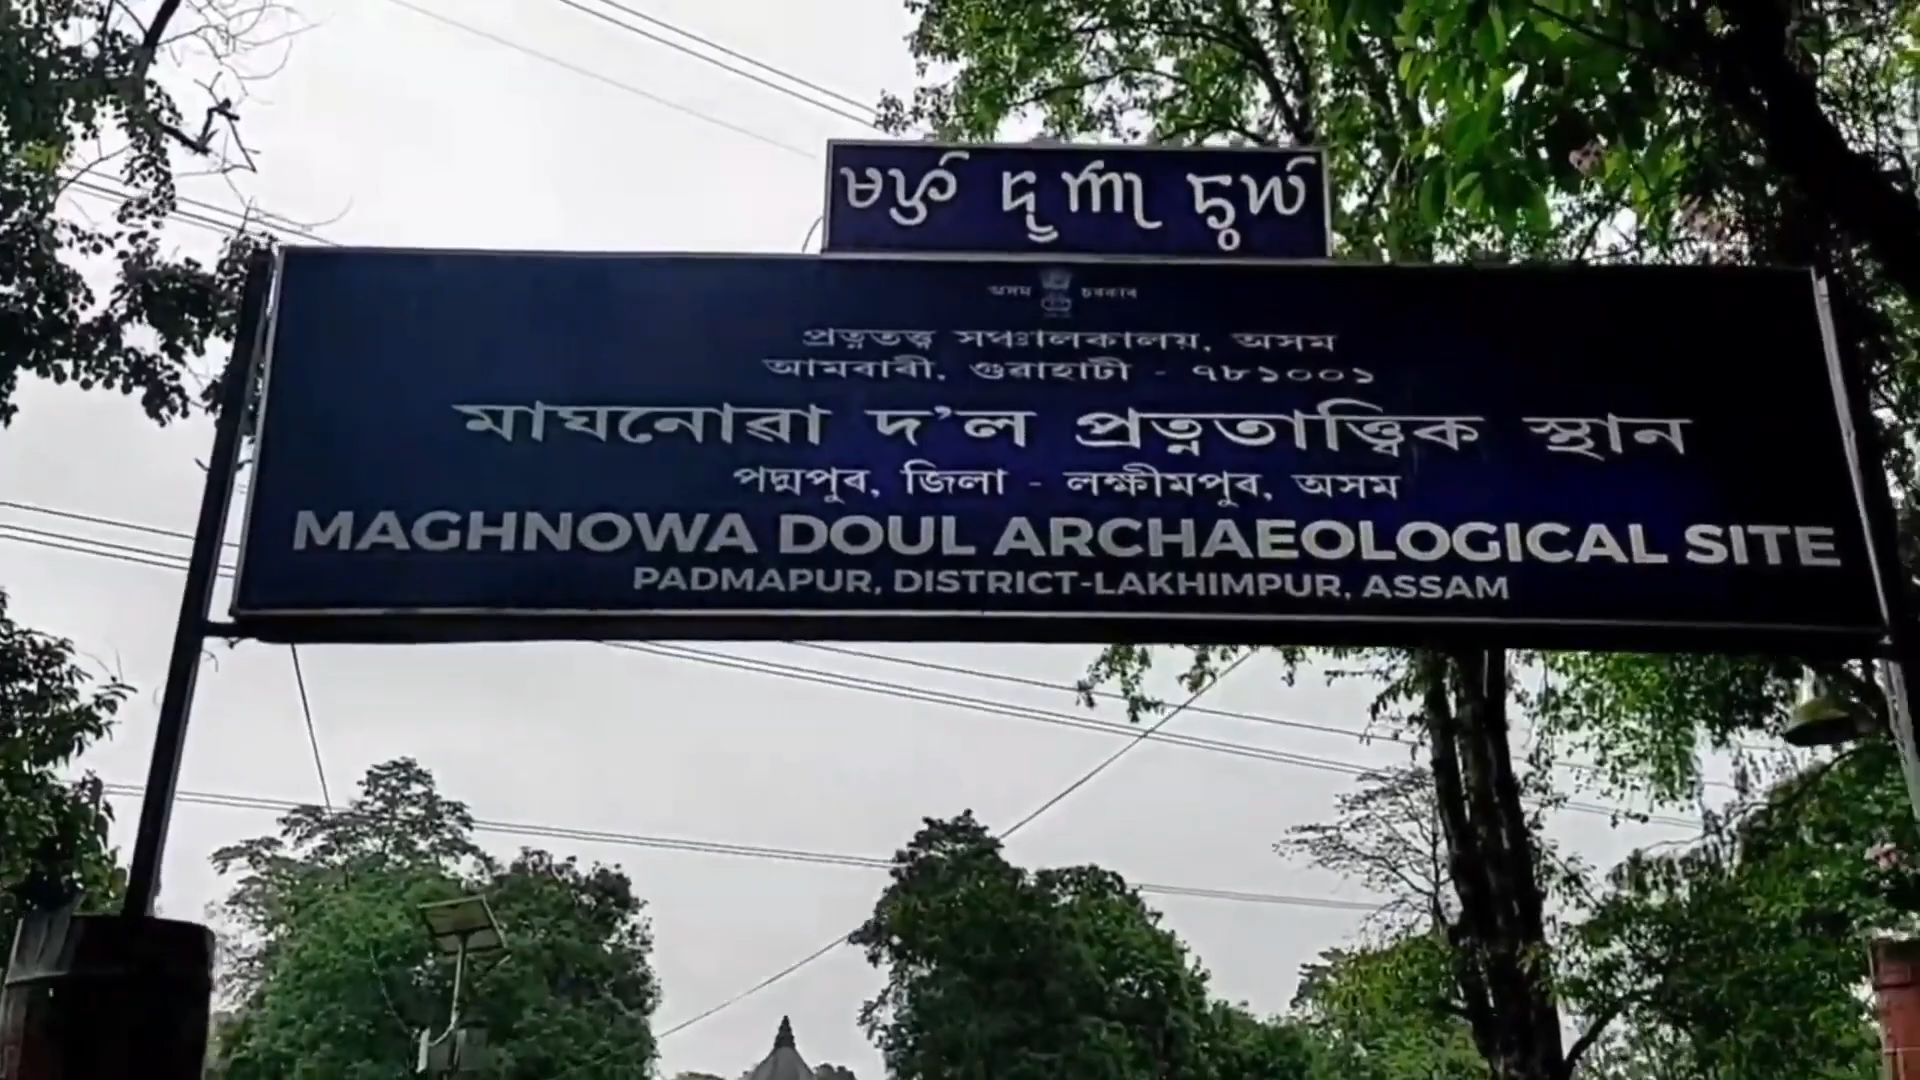 অসম চৰকাৰ
প্ৰত্নতত্ত্ব সঞ্চালকালয়, অসম
আমবাৰী, গুৱাহাটী - ৭৮১০০১
মাঘনোৱা দ'ল প্ৰত্নতাত্ত্বিক স্থান
পদ্মপুৰ, জিলা - লক্ষীমপুৰ, অসম
MAGHNOWA DOUL ARCHAEOLOGICAL SITE
PADMAPUR, DISTRICT-LAKHIMPUR, ASSAM